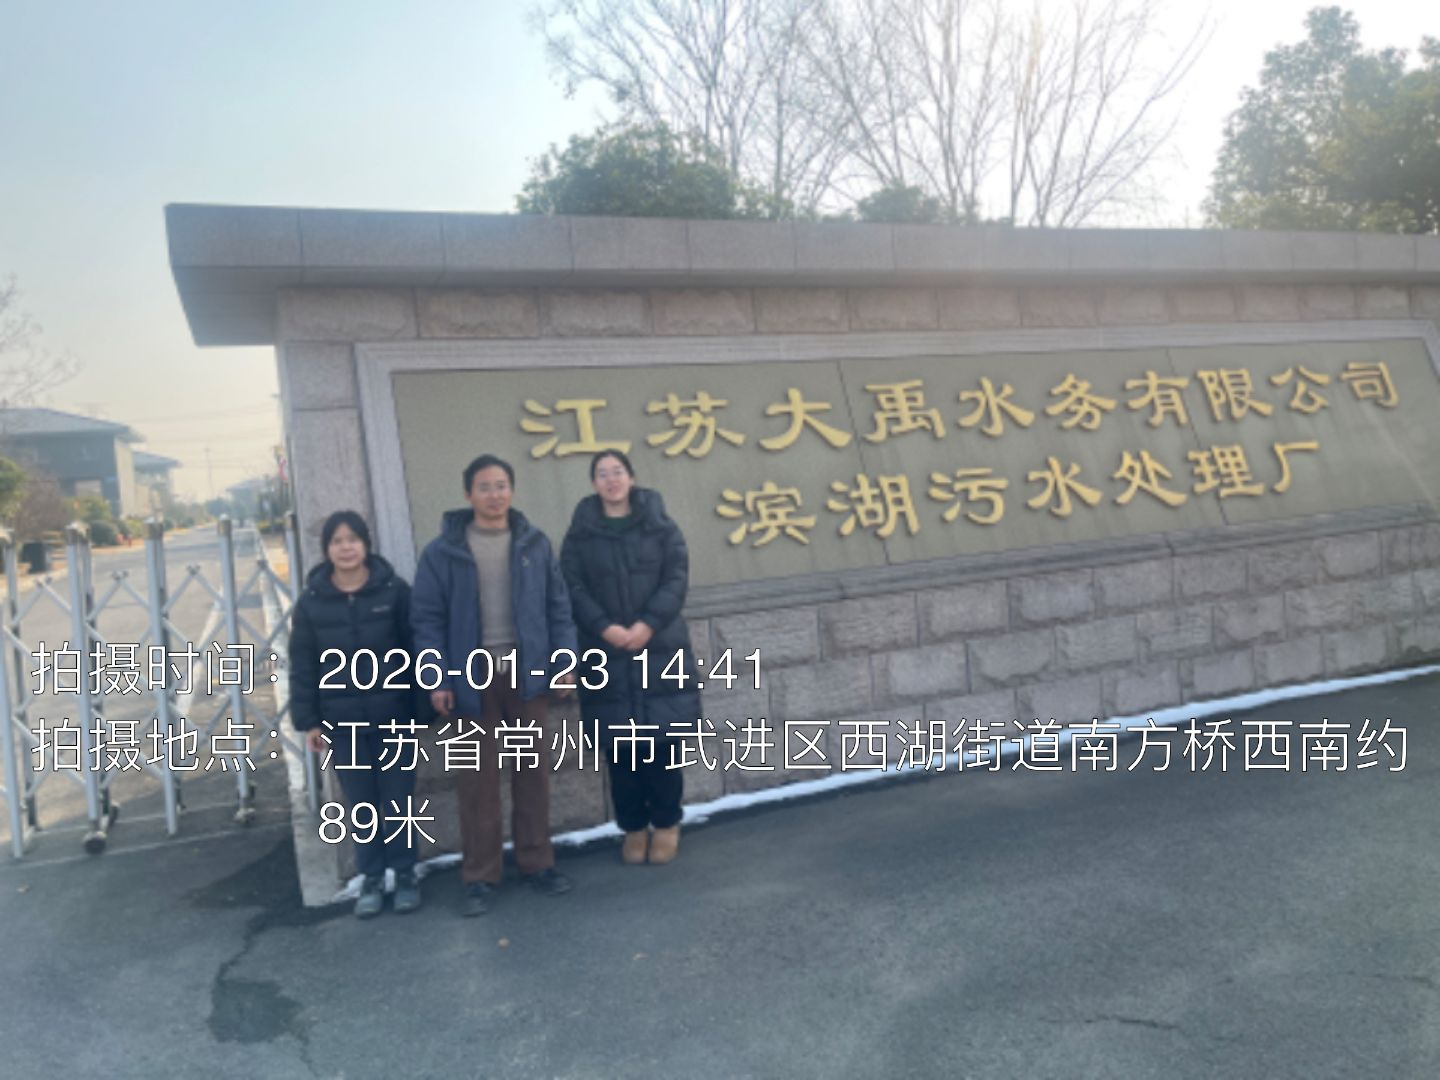 江苏大禹水务有限公司
滨湖污水处理厂
拍摄时间：2026-01-23 14:41
拍摄地点：江苏省常州市武进区西湖街道南方桥西南约
89米